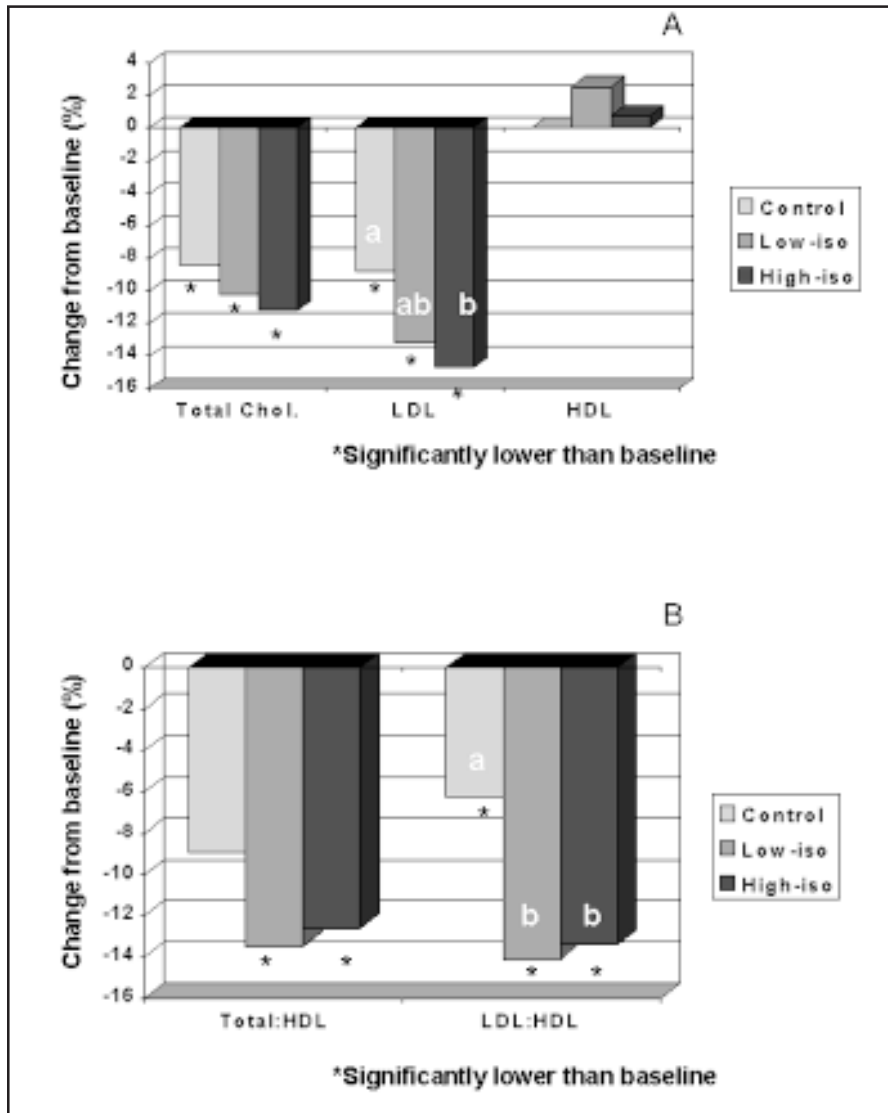 A
Change from baseline (%)
4
2
0
-2
-4
-6
-8
-10
-12
-14
-16
a
ab
b
*
*
*
*
*
*
Total Chol.
LDL
HDL
Control
Low-iso
High-iso
*Significantly lower than baseline
B
Change from baseline (%)
0
-2
-4
-6
-8
-10
-12
-14
-16
a
b
b
*
*
*
*
*
Total:HDL
LDL:HDL
Control
Low-iso
High-iso
*Significantly lower than baseline